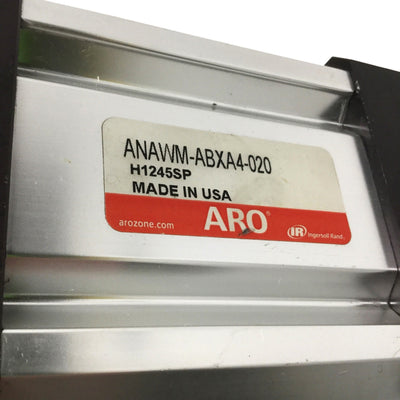 ANAWM-ABXA4-020
H1245SP
MADE IN USA
ARO
arozone.com
IR Ingersoll Rand